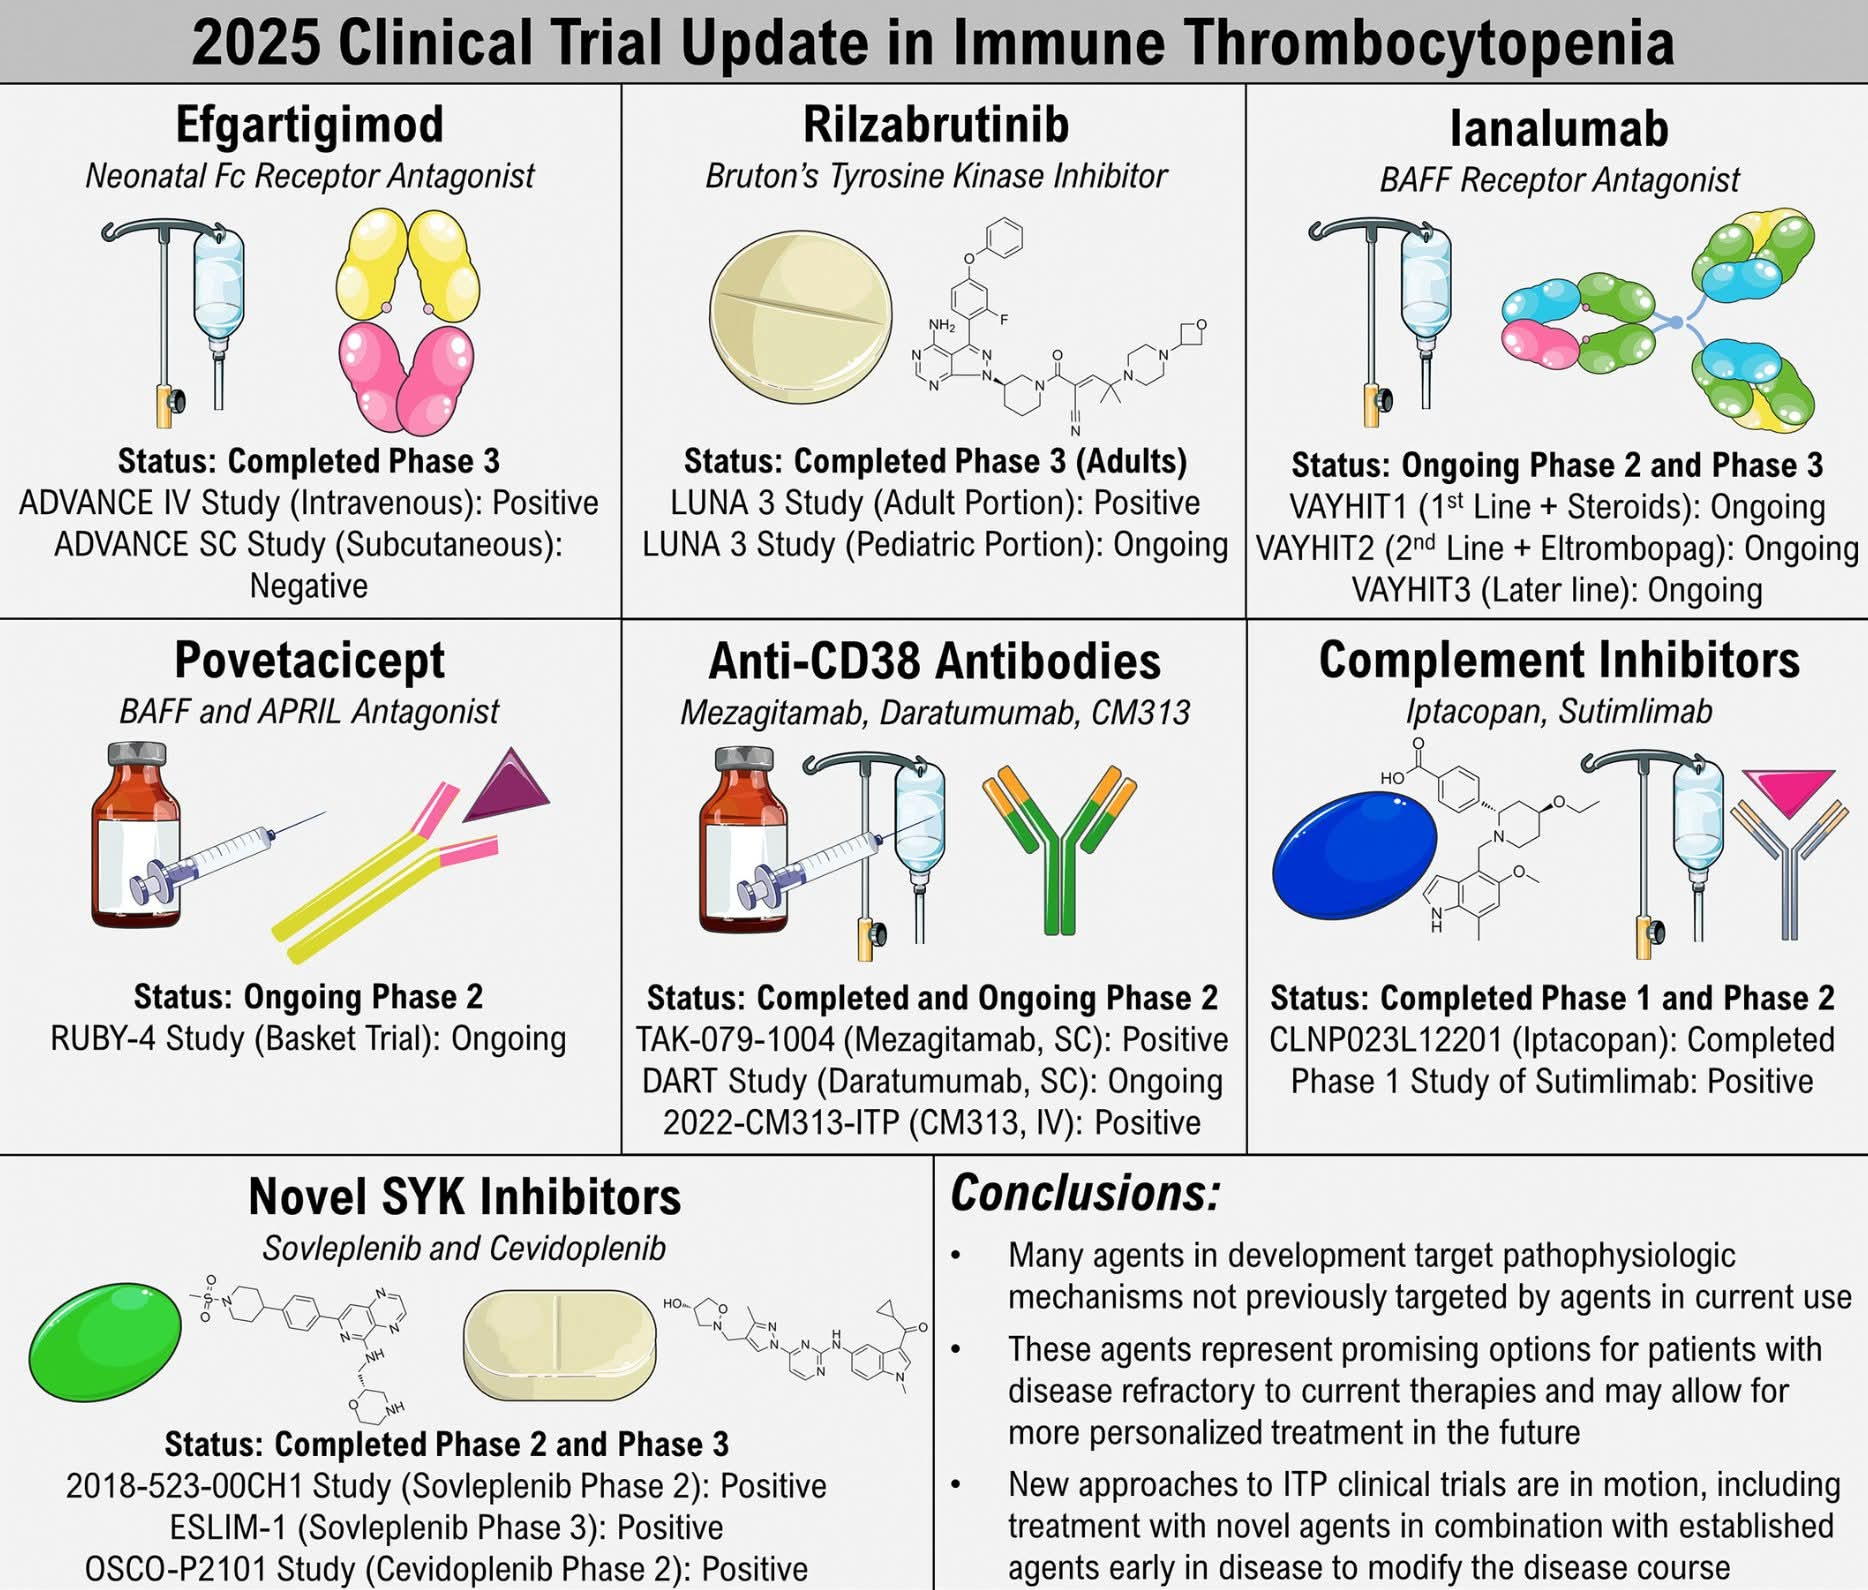 2025 Clinical Trial Update in Immune Thrombocytopenia
Efgartigimod
Neonatal Fc Receptor Antagonist
Status: Completed Phase 3
ADVANCE IV Study (Intravenous): Positive
ADVANCE SC Study (Subcutaneous):
Negative
Rilzabrutinib
Bruton's Tyrosine Kinase Inhibitor
O
F
NH2
N
N
N
N
N
N
O
N
N
N
O
Status: Completed Phase 3 (Adults)
LUNA 3 Study (Adult Portion): Positive
LUNA 3 Study (Pediatric Portion): Ongoing
Ianalumab
BAFF Receptor Antagonist
Status: Ongoing Phase 2 and Phase 3
VAYHIT1 (1st Line + Steroids): Ongoing
VAYHIT2 (2nd Line + Eltrombopag): Ongoing
VAYHIT3 (Later line): Ongoing
Povetacicept
BAFF and APRIL Antagonist
Status: Ongoing Phase 2
RUBY-4 Study (Basket Trial): Ongoing
Anti-CD38 Antibodies
Mezagitamab, Daratumumab, CM313
Status: Completed and Ongoing Phase 2
TAK-079-1004 (Mezagitamab, SC): Positive
DART Study (Daratumumab, SC): Ongoing
2022-CM313-ITP (CM313, IV): Positive
Complement Inhibitors
Iptacopan, Sutimlimab
O
HO
O
N
O
N
H
Status: Completed Phase 1 and Phase 2
CLNP023L12201 (Iptacopan): Completed
Phase 1 Study of Sutimlimab: Positive
Novel SYK Inhibitors
Sovleplenib and Cevidoplenib
O
S
O
N
N
N
N
NH
O
NH
HO
O
N
N
N
N
N
H
N
O
N
Status: Completed Phase 2 and Phase 3
2018-523-00CH1 Study (Sovleplenib Phase 2): Positive
ESLIM-1 (Sovleplenib Phase 3): Positive
OSCO-P2101 Study (Cevidoplenib Phase 2): Positive
Conclusions:
• Many agents in development target pathophysiologic
mechanisms not previously targeted by agents in current use
• These agents represent promising options for patients with
disease refractory to current therapies and may allow for
more personalized treatment in the future
• New approaches to ITP clinical trials are in motion, including
treatment with novel agents in combination with established
agents early in disease to modify the disease course